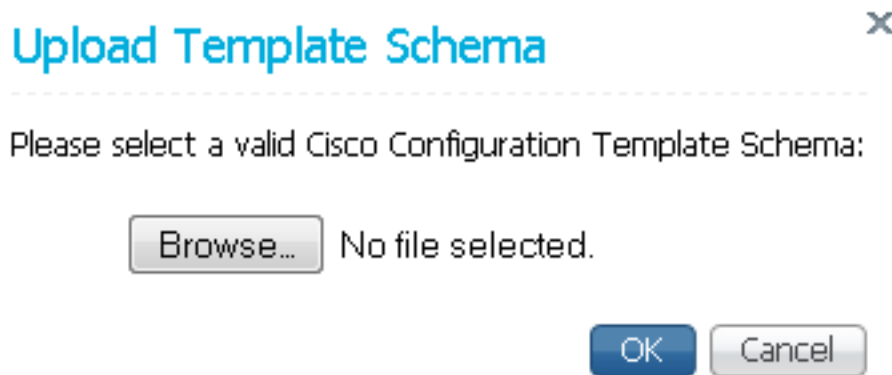 Upload Template Schema
Please select a valid Cisco Configuration Template Schema:
Browse... No file selected.
OK Cancel